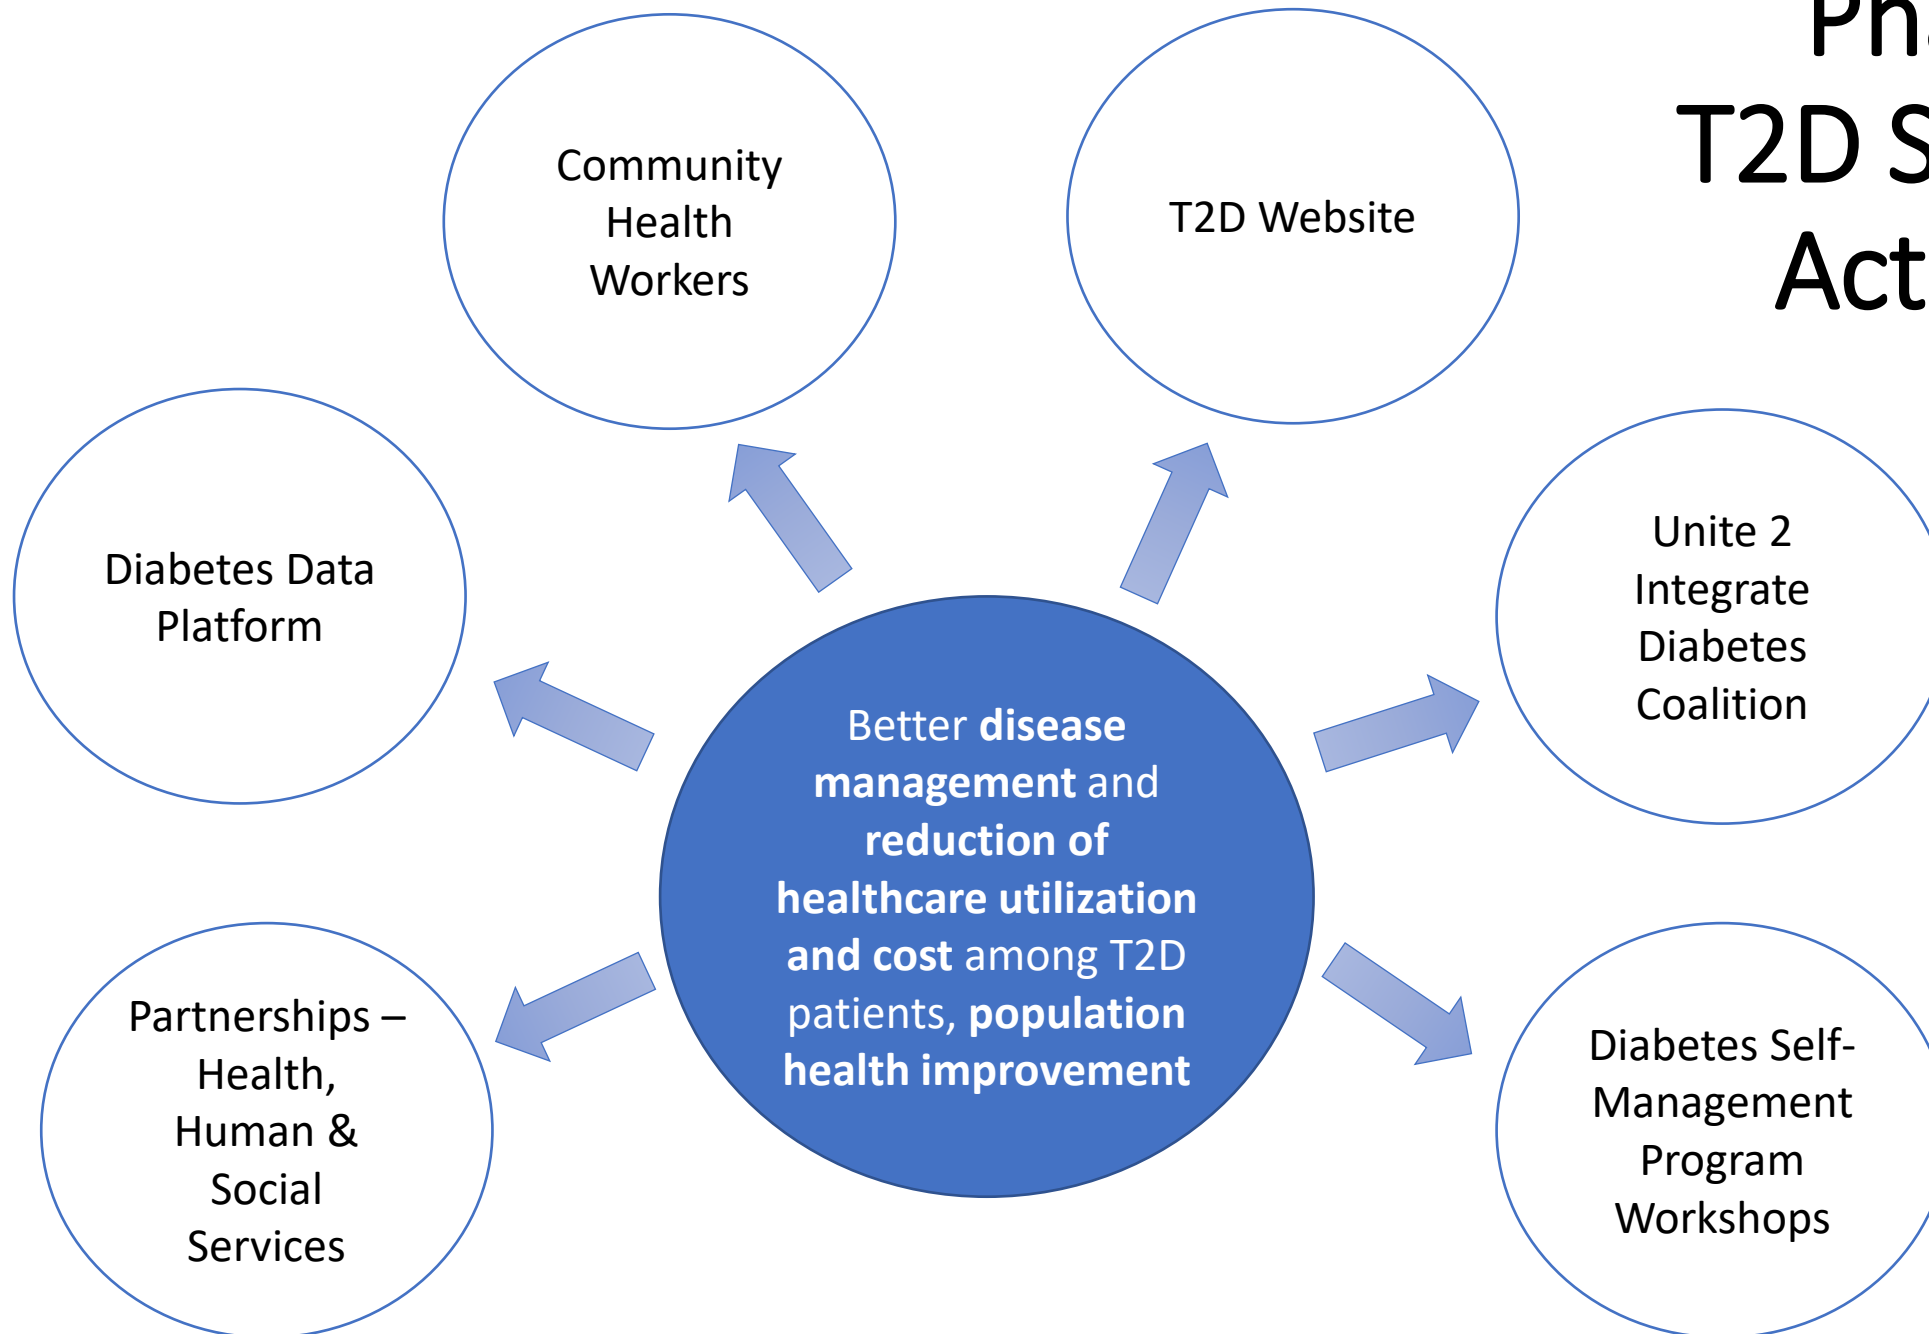 T2D
Community
Health
Workers
T2D Website
Diabetes Data
Platform
Unite 2
Integrate
Diabetes
Coalition
Better disease
management and
reduction of
healthcare utilization
and cost among T2D
patients, population
health improvement
Partnerships –
Health,
Human &
Social
Services
Diabetes Self-
Management
Program
Workshops